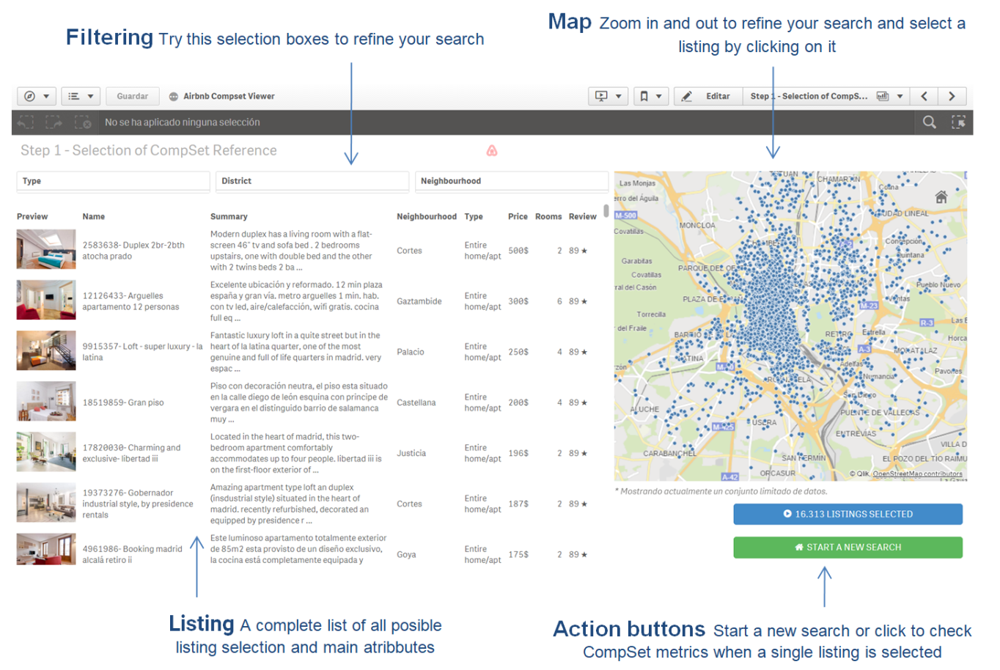 Filtering Try this selection boxes to refine your search
Map Zoom in and out to refine your search and select a
listing by clicking on it
Guardar
Airbnb Compset Viewer
Editar
Step 1 - Selection of CompS...
No se ha aplicado ninguna selección
Step 1 - Selection of CompSet Reference
Type
District
Neighbourhood
Preview Name Summary Neighbourhood Type Price Rooms Review
2583638- Duplex 2br-2bth
atocha prado
Modern duplex has a living room with a flat-
screen 46" tv and sofa bed . 2 bedrooms
upstairs, one with double bed and the other
with 2 twins beds 2 ba ...
Cortes
Entire
home/apt
500$ 2 89 ★
12126433- Arguelles
apartamento 12 personas
Excelente ubicación y reformado. 12 min plaza
españa y gran vía. metro arguelles 1 min. hab.
con tv led, aire/calefacción, wifi gratis. cocina
full eq ...
Gaztambide
Entire
home/apt
300$ 6 89 ★
9915357- Loft - super luxury - la
latina
Fantastic luxury loft in a quite street but in the
heart of la latina quarter, one of the most
genuine and full of life quarters in madrid. very
espac ...
Palacio
Entire
home/apt
250$ 4 89 ★
18519859- Gran piso
Piso con decoración neutra, el piso esta situado
en la calle diego de león esquina con principe de
vergara en el distinguido barrio de salamanca
muy ...
Castellana
Entire
home/apt
200$ 4 89 ★
17820030- Charming and
exclusive- libertad iii
Located in the heart of madrid, this two-
bedroom apartment comfortably
accommodates up to four people. libertad iii is
on the first-floor exterior of ...
Justicia
Entire
home/apt
196$ 2 89 ★
19373276- Gobernador
industrial style, by presidence
rentals
Amazing apartment type loft an duplex
(insdustrial style) situated in the heart of
madrid. recently refurbished, decorated an
equipped by presidence r ...
Cortes
Entire
home/apt
187$ 2 89 ★
4961986- Booking madrid
alcalá retiro ii
Este luminoso apartamento totalmente exterior
de 85m2 esta provisto de un diseño exclusivo,
la cocina está completamente equipada y
Goya
Entire
home/apt
175$ 2 89 ★
Las Monjas
CHAMARTÍN
erro del Águila
M-500
Covatillas
MONCLOA
UDAD LINEAL
Concepción
Quintana
Garabitas
Covatillas
PARQUE DEL OE
Pueblo Nuevo
ral del Casón
PLAZA DE E
Ventas
M-23
Torrecilla
del Fraile
R-3
Las E
BARRIO
RETIRO
Estrella
Horca
A-3
MORATALAZ
ATINA
Adelfas
Pavones
Numancia
San Diego
ALUCHE
PUENTE DE VALLECAS
M-425
USERA
ENTREVIAS
VILLA D
CARABANCHEL
SAN FERMÍN
EL POZO DEL TÍO RAIMU
A-42
ORCASUR
© Qlik, OpenStreetMap contributors
* Mostrando actualmente un conjunto limitado de datos.
16.313 LISTINGS SELECTED
START A NEW SEARCH
Listing A complete list of all posible
listing selection and main atribbutes
Action buttons Start a new search or click to check
CompSet metrics when a single listing is selected